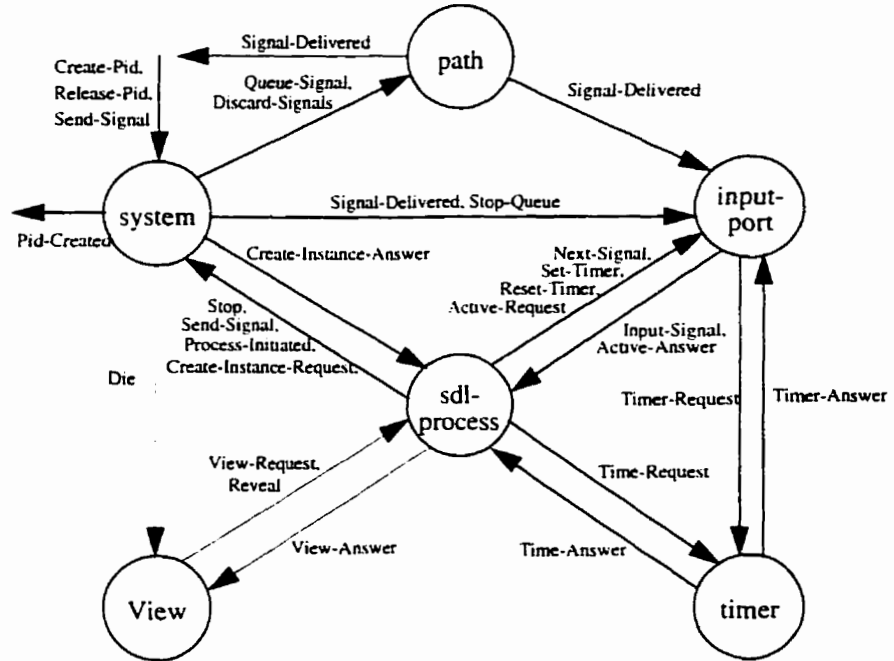 Signal-Delivered
path
Create-Pid,
Release-Pid,
Send-Signal
Queue-Signal,
Discard-Signals
Signal-Delivered
system
Signal-Delivered, Stop-Queue
input-
port
Pid-Created
Create-Instance-Answer
Next-Signal,
Set-Timer,
Reset-Timer,
Active-Request
Stop,
Send-Signal,
Process-Initiated,
Create-Instance-Request,
Input-Signal,
Active-Answer
Die
sdl-
process
Timer-Request
Timer-Answer
View-Request,
Reveal
Time-Request
View-Answer
Time-Answer
View
timer